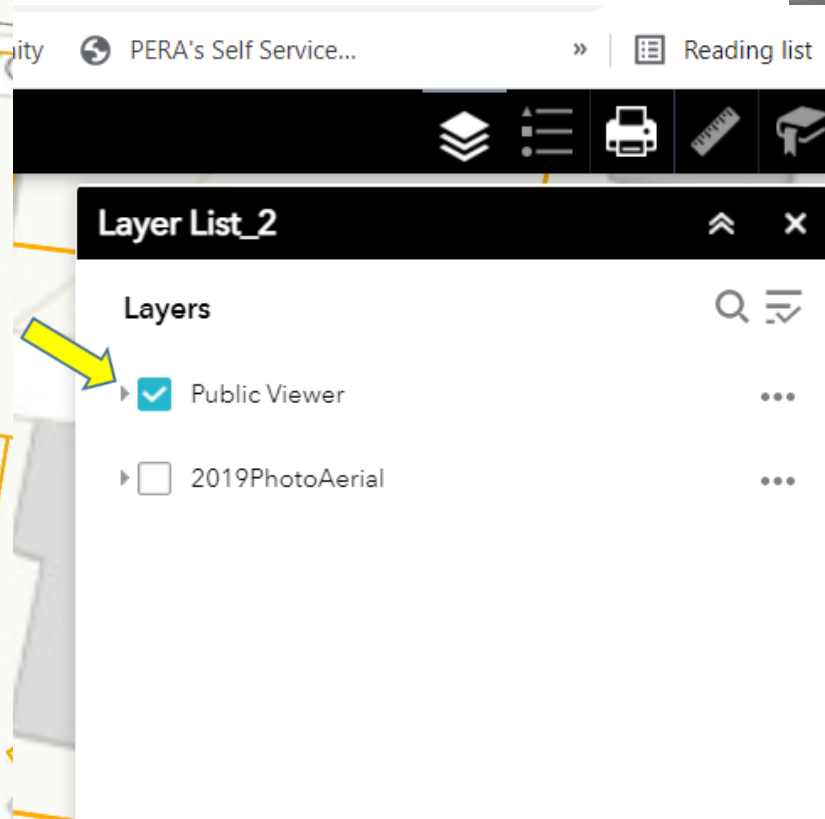 ity PERA's Self Service... » Reading list
Layer List_2
Layers
Public Viewer
2019PhotoAerial